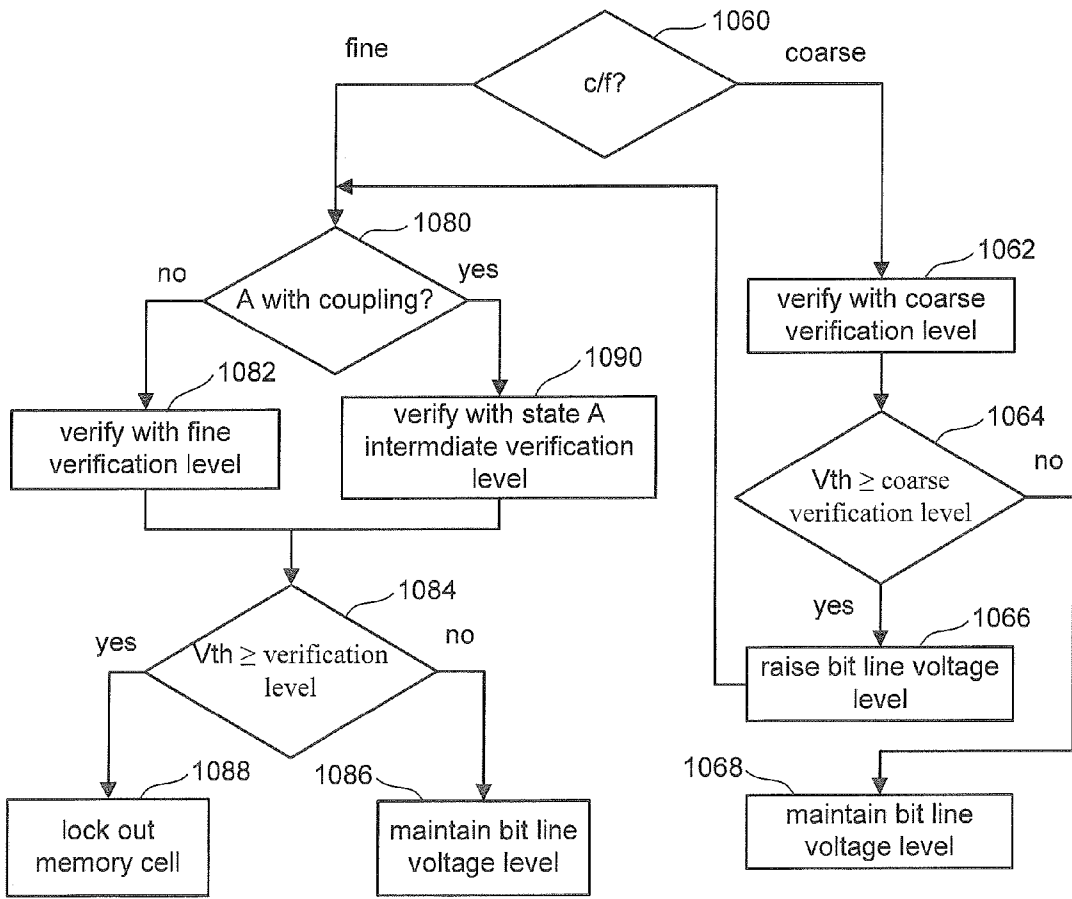 1060
fine
coarse
c/f?
1080
no
yes
A with coupling?
1062
verify with coarse
verification level
1082
verify with fine
verification level
1090
verify with state A
intermdiate verification
level
1064
no
Vth ≥ coarse
verification level
yes
1084
yes
no
Vth ≥ verification
level
1066
raise bit line voltage
level
1088
lock out
memory cell
1086
maintain bit line
voltage level
1068
maintain bit line
voltage level